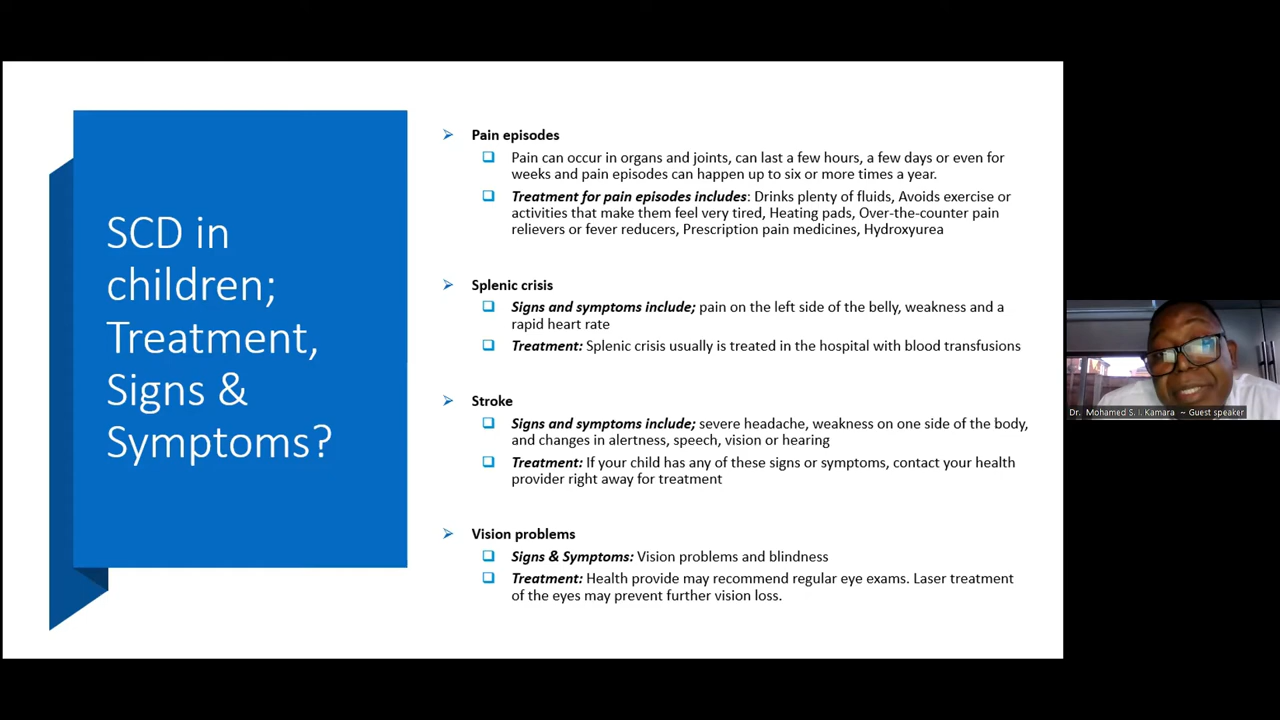 SCD in
children;
Treatment,
Signs &
Symptoms?
Pain episodes
Pain can occur in organs and joints, can last a few hours, a few days or even for
weeks and pain episodes can happen up to six or more times a year.
Treatment for pain episodes includes: Drinks plenty of fluids, Avoids exercise or
activities that make them feel very tired, Heating pads, Over-the-counter pain
relievers or fever reducers, Prescription pain medicines, Hydroxyurea
Splenic crisis
Signs and symptoms include; pain on the left side of the belly, weakness and a
rapid heart rate
Treatment: Splenic crisis usually is treated in the hospital with blood transfusions
Stroke
Signs and symptoms include; severe headache, weakness on one side of the body,
and changes in alertness, speech, vision or hearing
Treatment: If your child has any of these signs or symptoms, contact your health
provider right away for treatment
Vision problems
Signs & Symptoms: Vision problems and blindness
Treatment: Health provide may recommend regular eye exams. Laser treatment
of the eyes may prevent further vision loss.
Dr. Mohamed S. I. Kamara ~ Guest speaker